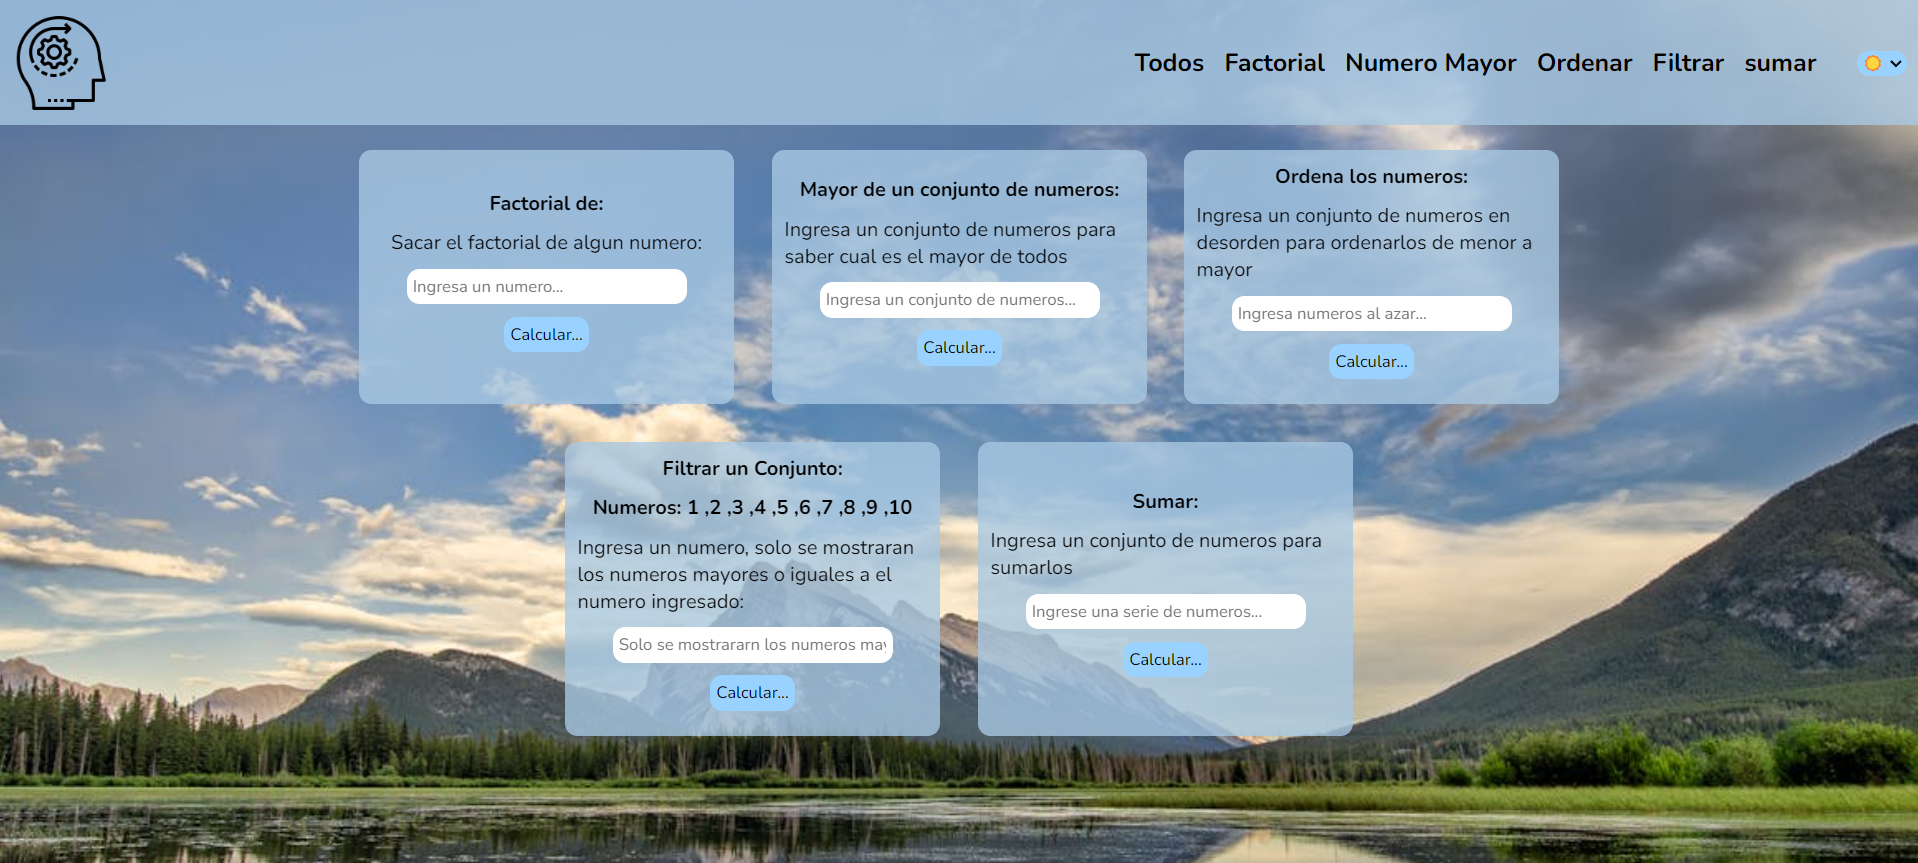 Todos Factorial Numero Mayor Ordenar Filtrar sumar
Factorial de:
Sacar el factorial de algun numero:
Ingresa un numero...
Calcular...
Mayor de un conjunto de numeros:
Ingresa un conjunto de numeros para
saber cual es el mayor de todos
Ingresa un conjunto de numeros...
Calcular...
Ordena los numeros:
Ingresa un conjunto de numeros en
desorden para ordenarlos de menor a
mayor
Ingresa numeros al azar...
Calcular...
Filtrar un Conjunto:
Numeros: 1 ,2 ,3 ,4 ,5 ,6 ,7 ,8 ,9 ,10
Ingresa un numero, solo se mostraran
los numeros mayores o iguales a el
numero ingresado:
Solo se mostrararn los numeros may
Calcular...
Sumar:
Ingresa un conjunto de numeros para
sumarlos
Ingrese una serie de numeros...
Calcular...